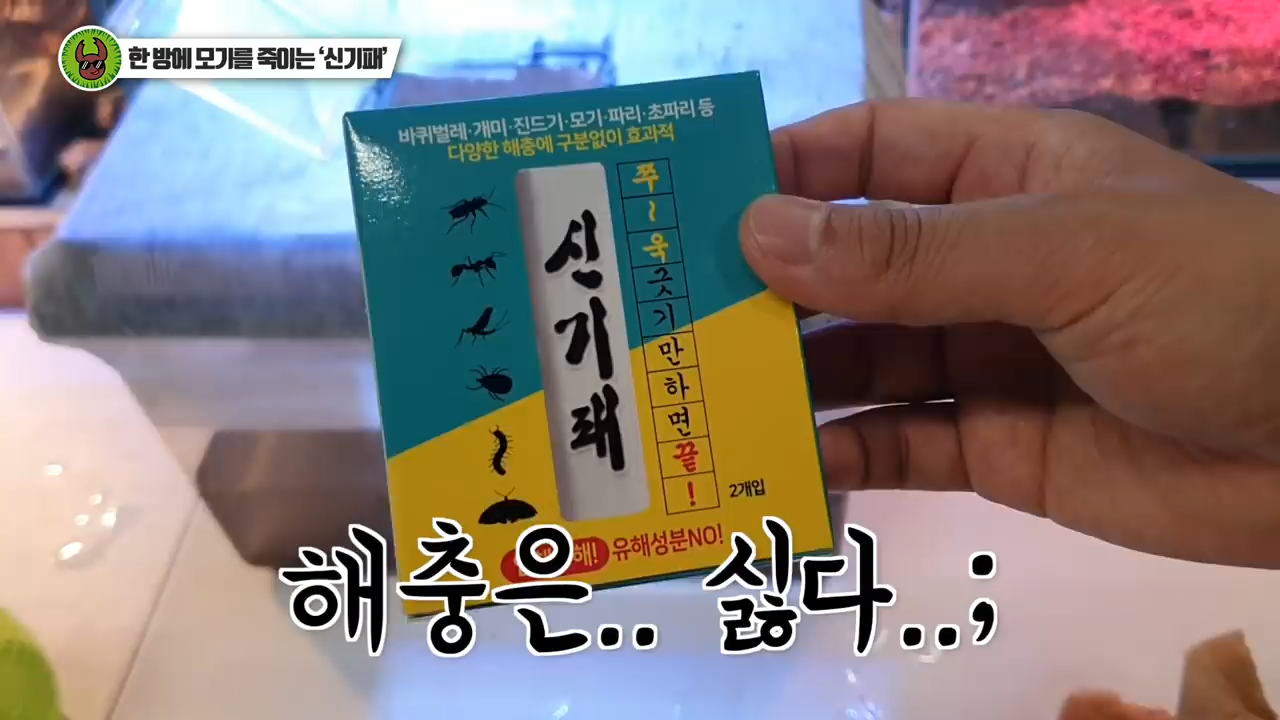 한 방에 모기를 죽이는 '신기패'
바퀴벌레·개미·진드기·모기·파리·초파리 등
다양한 해충에 구분없이 효과적
신기패
쭈~욱긋기만하면끝!
2개입
해! 유해성분NO!
해충은.. 싫다..;